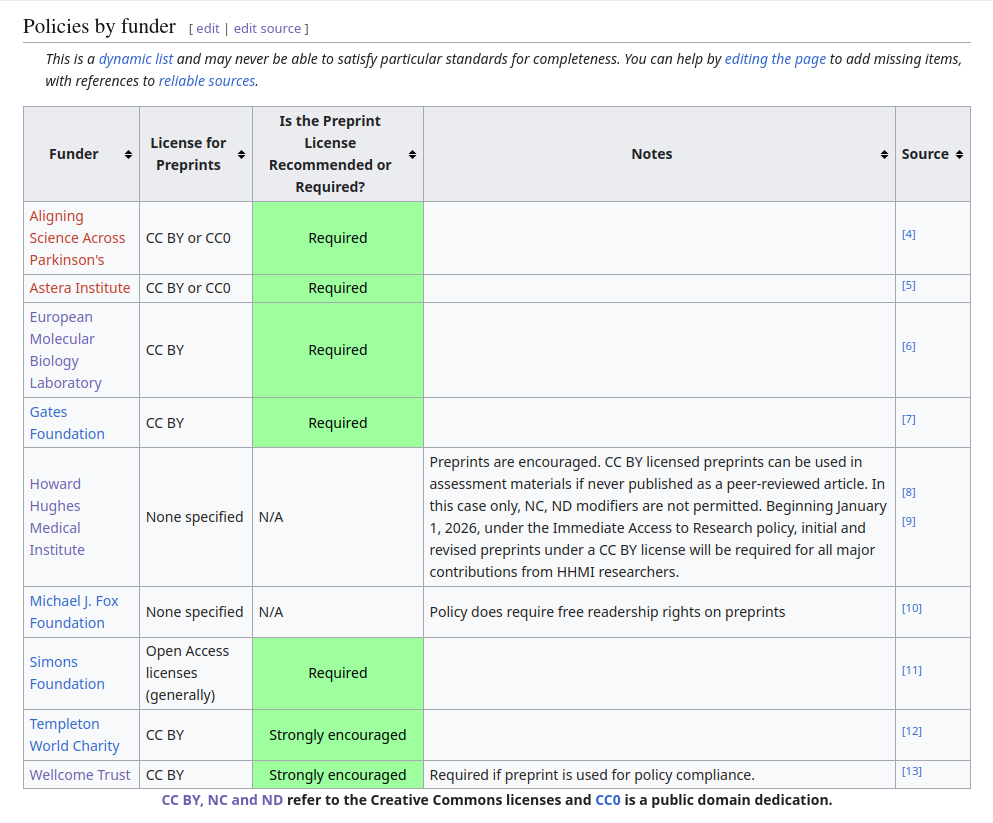 Policies by funder [ edit | edit source ]
This is a dynamic list and may never be able to satisfy particular standards for completeness. You can help by editing the page to add missing items,
with references to reliable sources.
Funder
License for
Preprints
Is the Preprint
License
Recommended or
Required?
Notes
Source
Aligning
Science Across
Parkinson's
CC BY or CC0
Required
[4]
Astera Institute
CC BY or CC0
Required
[5]
European
Molecular
Biology
Laboratory
CC BY
Required
[6]
Gates
Foundation
CC BY
Required
[7]
Howard
Hughes
Medical
Institute
None specified
N/A
Preprints are encouraged. CC BY licensed preprints can be used in
assessment materials if never published as a peer-reviewed article. In
this case only, NC, ND modifiers are not permitted. Beginning January
1, 2026, under the Immediate Access to Research policy, initial and
revised preprints under a CC BY license will be required for all major
contributions from HHMI researchers.
[8]
[9]
Michael J. Fox
Foundation
None specified
N/A
Policy does require free readership rights on preprints
[10]
Simons
Foundation
Open Access
licenses
(generally)
Required
[11]
Templeton
World Charity
CC BY
Strongly encouraged
[12]
Wellcome Trust
CC BY
Strongly encouraged
Required if preprint is used for policy compliance.
[13]
CC BY, NC and ND refer to the Creative Commons licenses and CC0 is a public domain dedication.